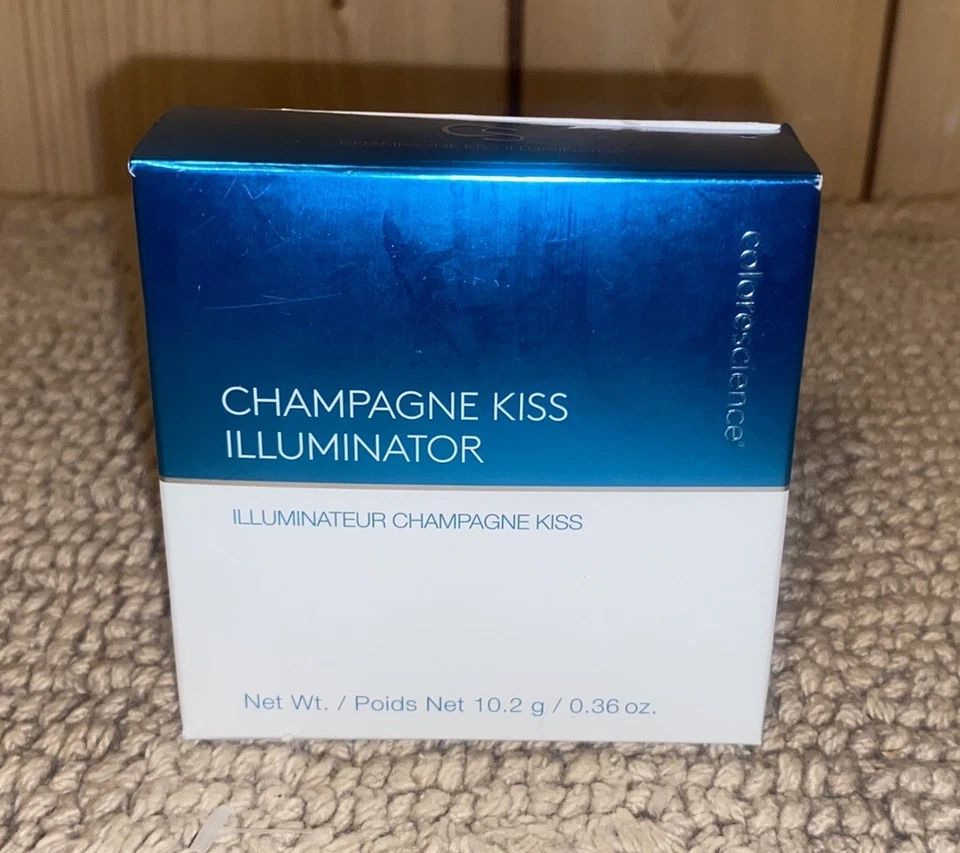 CS
CHAMPAGNE KISS ILLUMINATOR
colorescience®
CHAMPAGNE KISS
ILLUMINATOR
ILLUMINATEUR CHAMPAGNE KISS
Net Wt. / Poids Net 10.2 g / 0.36 oz.